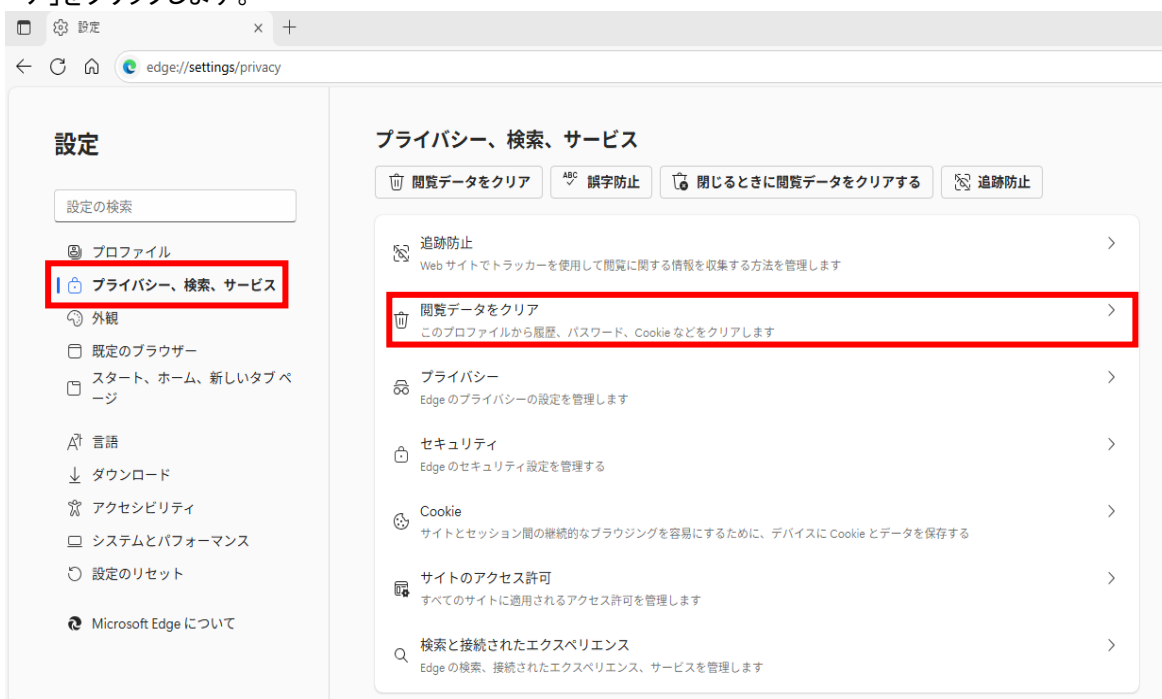 設定
edge://settings/privacy
設定
設定の検索
プロファイル
プライバシー、検索、サービス
外観
既定のブラウザー
スタート、ホーム、新しいタブ ペ
ージ
言語
ダウンロード
アクセシビリティ
システムとパフォーマンス
設定のリセット
Microsoft Edge について
プライバシー、検索、サービス
閲覧データをクリア
ABC 誤字防止
閉じるときに閲覧データをクリアする
追跡防止
追跡防止
Web サイトでトラッカーを使用して閲覧に関する情報を収集する方法を管理します
閲覧データをクリア
このプロファイルから履歴、パスワード、Cookie などをクリアします
プライバシー
Edge のプライバシーの設定を管理します
セキュリティ
Edge のセキュリティ設定を管理する
Cookie
サイトとセッション間の継続的なブラウジングを容易にするために、デバイスに Cookie とデータを保存する
サイトのアクセス許可
すべてのサイトに適用されるアクセス許可を管理します
検索と接続されたエクスペリエンス
Edge の検索、接続されたエクスペリエンス、サービスを管理します